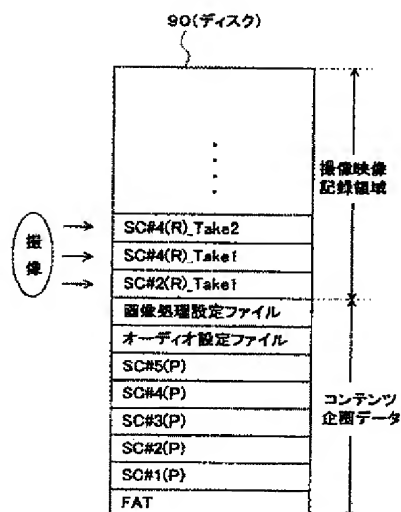 90(ディスク)
撮像映像
記録領域
撮
像
SC#4(R)_Take2
SC#4(R)_Take1
SC#2(R)_Take1
画像処理設定ファイル
オーディオ設定ファイル
SC#5(P)
SC#4(P)
SC#3(P)
SC#2(P)
SC#1(P)
FAT
コンテンツ
企画データ